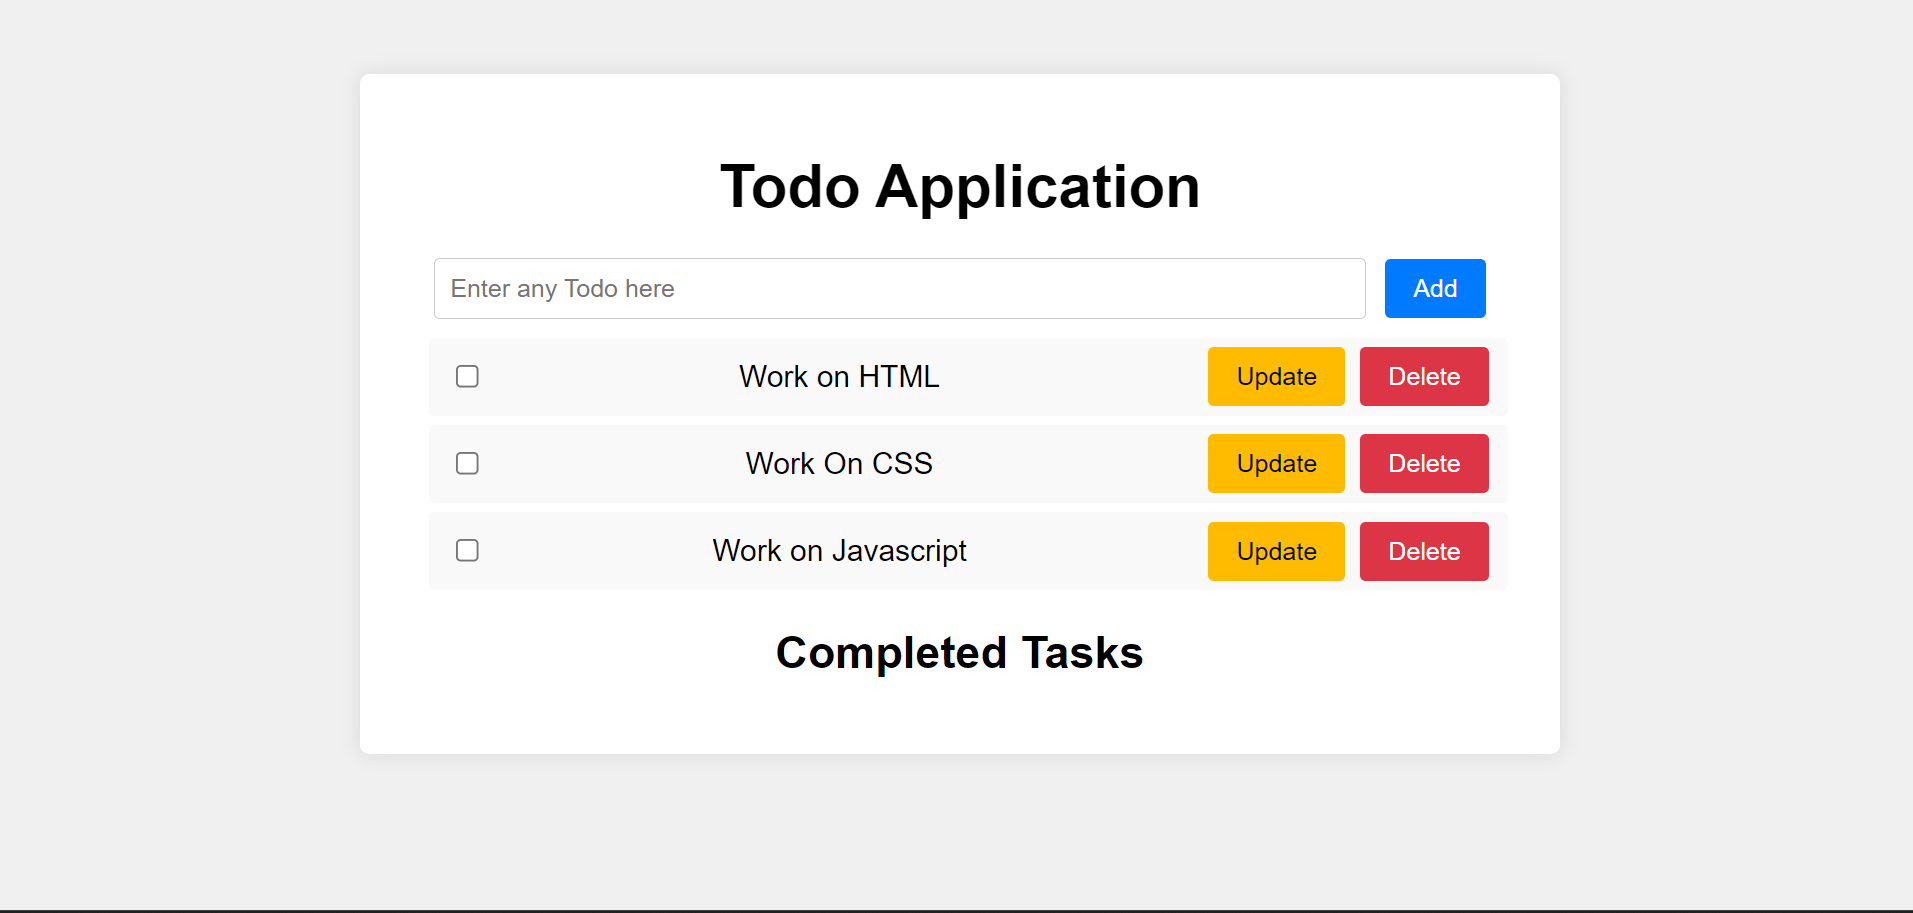 Todo Application
Enter any Todo here Add
Work on HTML Update Delete
Work On CSS Update Delete
Work on Javascript Update Delete
Completed Tasks